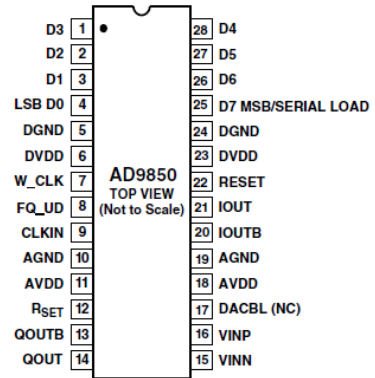 D3 1 28 D4
D2 2 27 D5
D1 3 26 D6
LSB D0 4 25 D7 MSB/SERIAL LOAD
DGND 5 24 DGND
DVDD 6 23 DVDD
W_CLK 7 AD9850 22 RESET
TOP VIEW
FQ_UD 8 (Not to Scale) 21 IOUT
CLKIN 9 20 IOUTB
AGND 10 19 AGND
AVDD 11 18 AVDD
RSET 12 17 DACBL (NC)
QOUTB 13 16 VINP
QOUT 14 15 VINN